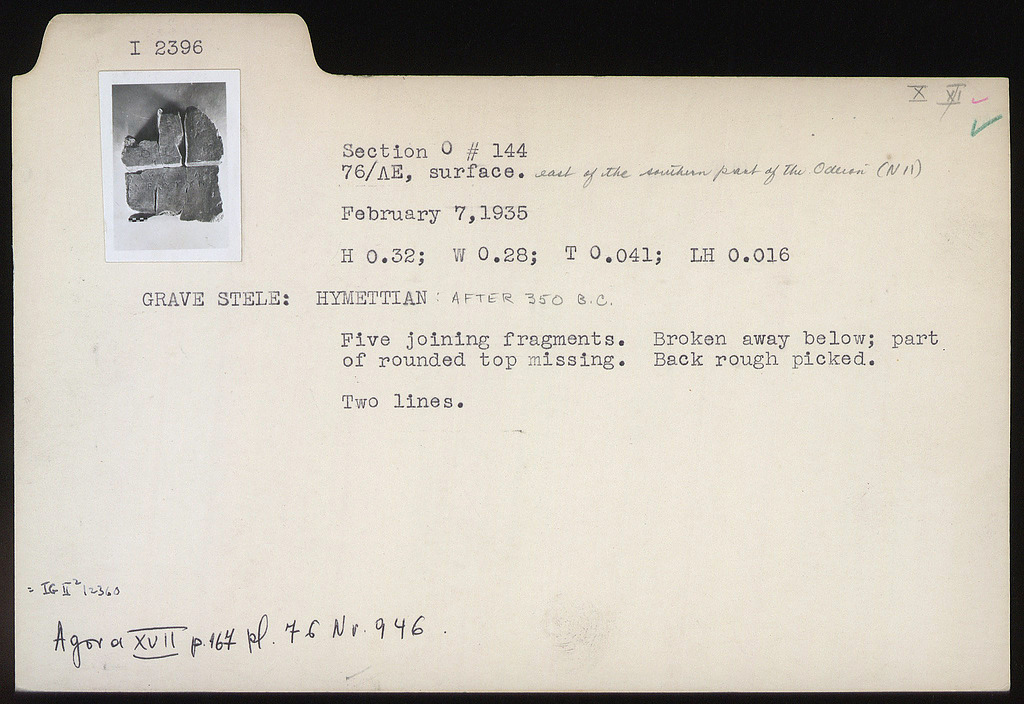 I 2396
X XII
Section O # 144
76/ΛE, surface. east of the southern part of the Odeion (N 11)
February 7,1935
H 0.32; W 0.28; T 0.041; LH 0.016
GRAVE STELE: HYMETTIAN : AFTER 350 B.C.
Five joining fragments. Broken away below; part
of rounded top missing. Back rough picked.
Two lines.
= IG II² 12360
Agora XVII p.167 pl. 76 Nr. 946.